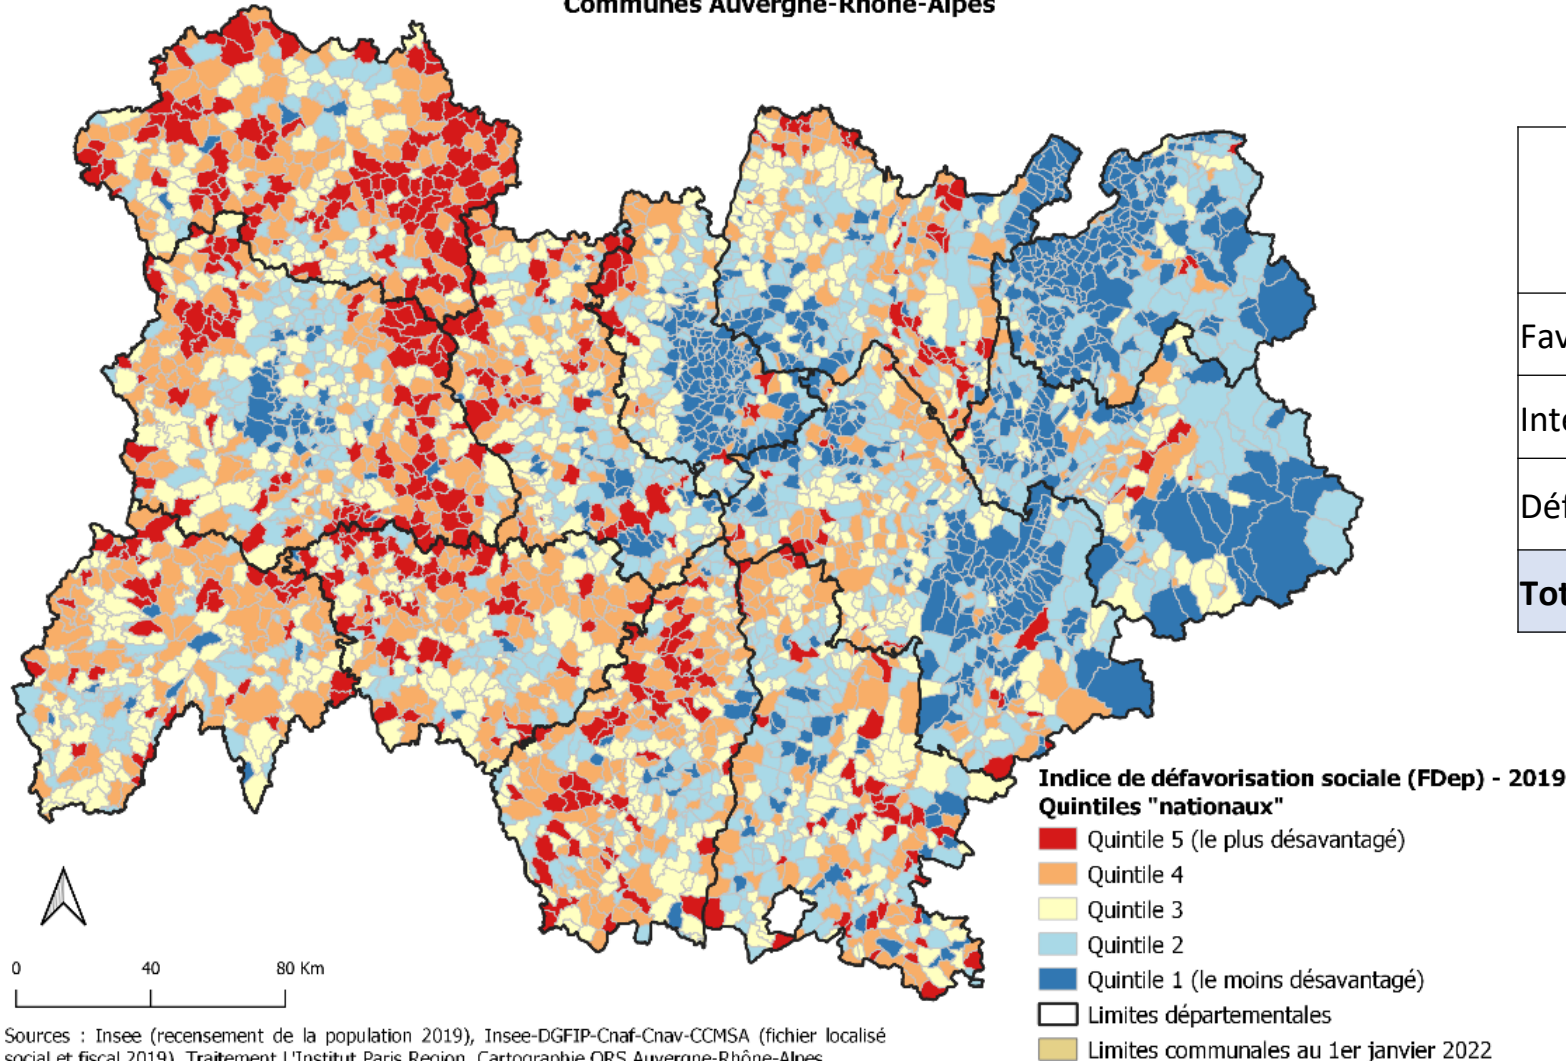 Communes Auvergne-Rhône-Alpes
Fav
Inte
Déf
Tot
Indice de défavorisation sociale (FDep) - 2019
Quintiles "nationaux"
Quintile 5 (le plus désavantagé)
Quintile 4
Quintile 3
Quintile 2
Quintile 1 (le moins désavantagé)
Limites départementales
Limites communales au 1er janvier 2022
0 40 80 Km
Sources : Insee (recensement de la population 2019), Insee-DGFIP-Cnaf-Cnav-CCMSA (fichier localisé
social et fiscal 2019), Traitement L'Institut Paris Region, Cartographie ORS Auvergne-Rhône-Alpes